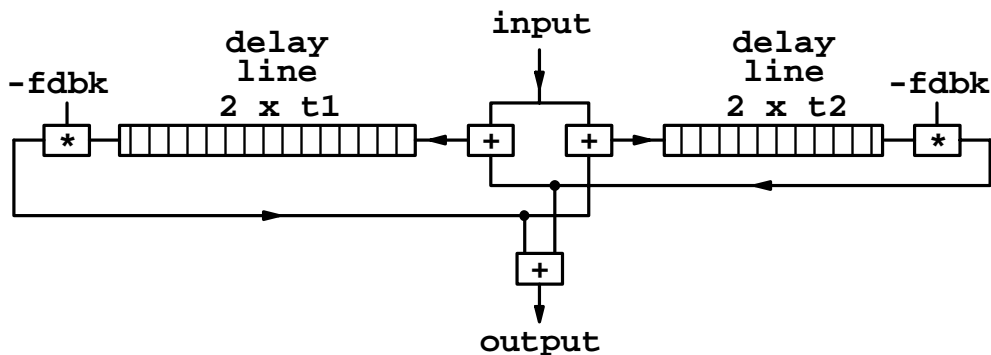 input
delay
line
2 x t1
delay
line
2 x t2
-fdbk
-fdbk
*
+
+
*
+
output